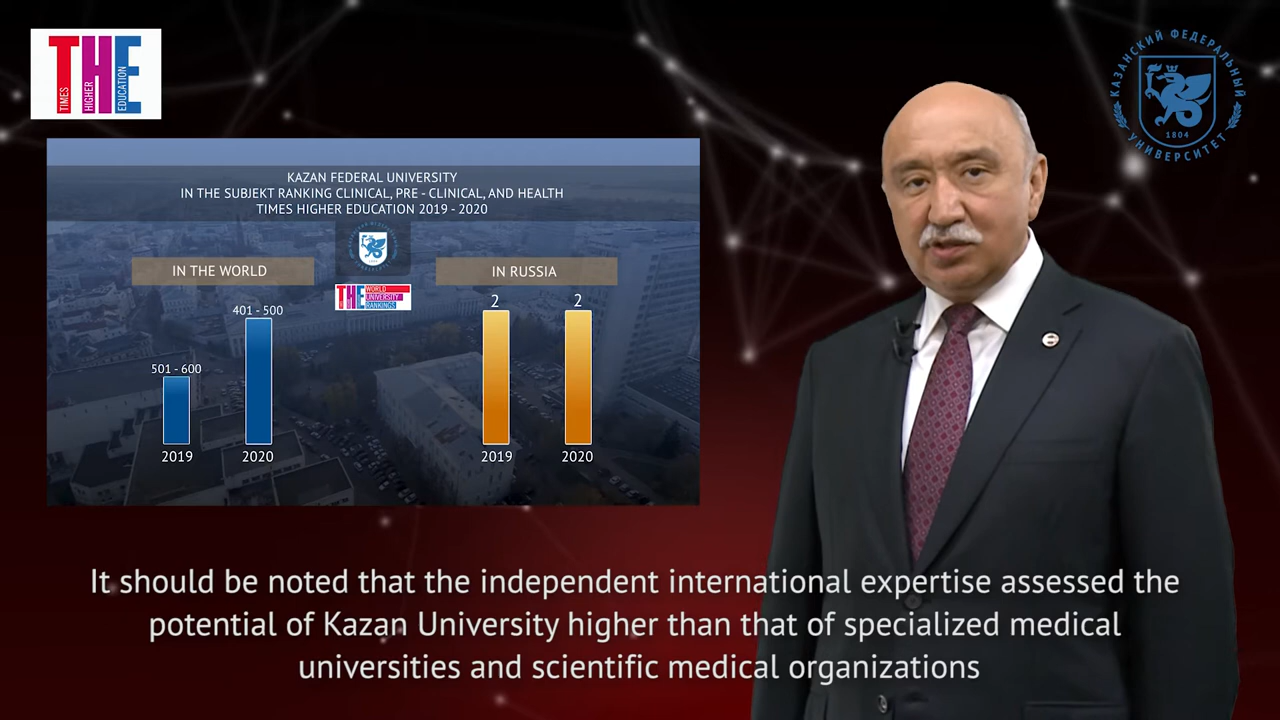 THE
TIMES
HIGHER
EDUCATION
КАЗАНСКИЙ ФЕДЕРАЛЬНЫЙ
УНИВЕРСИТЕТ
1804
KAZAN FEDERAL UNIVERSITY
IN THE SUBJEKT RANKING CLINICAL, PRE - CLINICAL, AND HEALTH
TIMES HIGHER EDUCATION 2019 - 2020
IN THE WORLD
IN RUSSIA
THE WORLD
UNIVERSITY
RANKINGS
401 - 500
501 - 600
2 2
2019 2020
2019 2020
It should be noted that the independent international expertise assessed the
potential of Kazan University higher than that of specialized medical
universities and scientific medical organizations